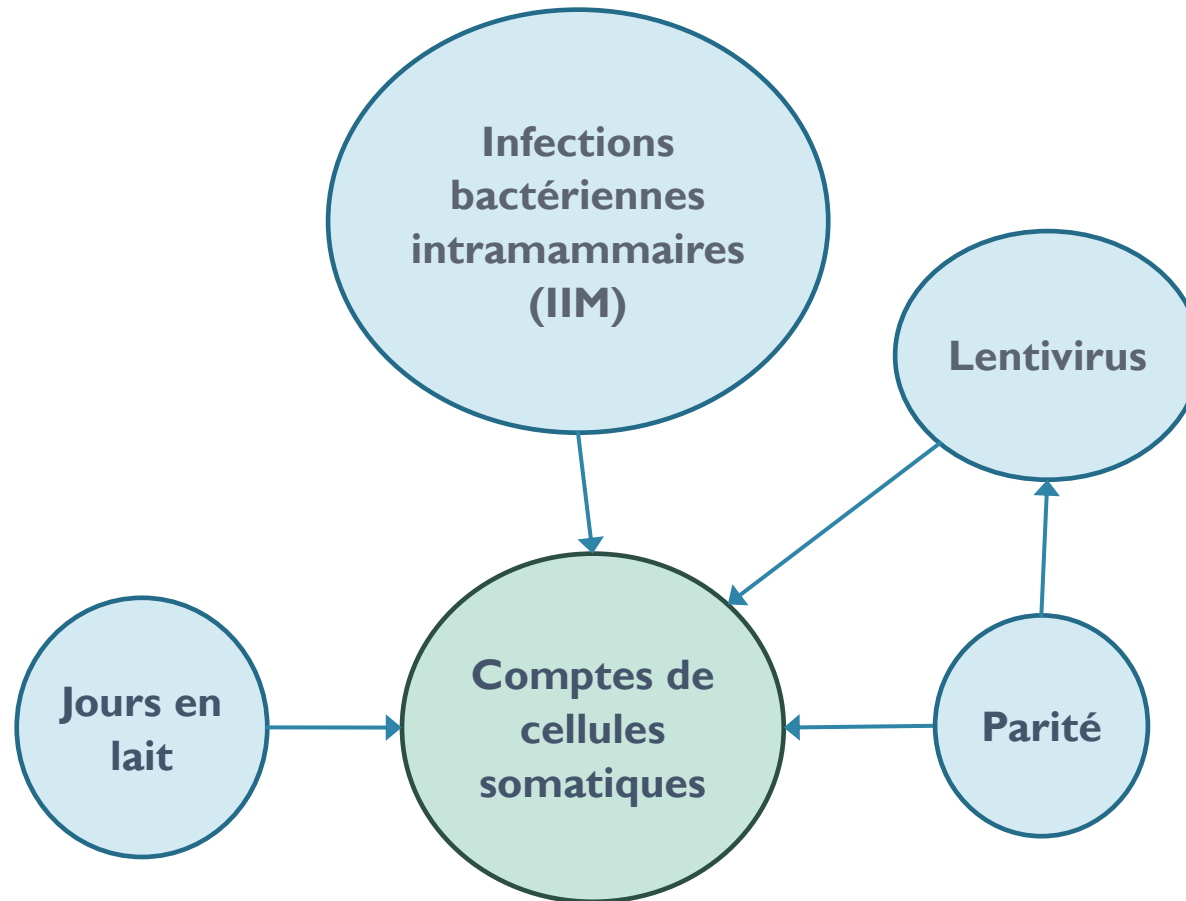 Infections
bactériennes
intramammaires
(IIM)
Lentivirus
Jours en
lait
Comptes de
cellules
somatiques
Parité